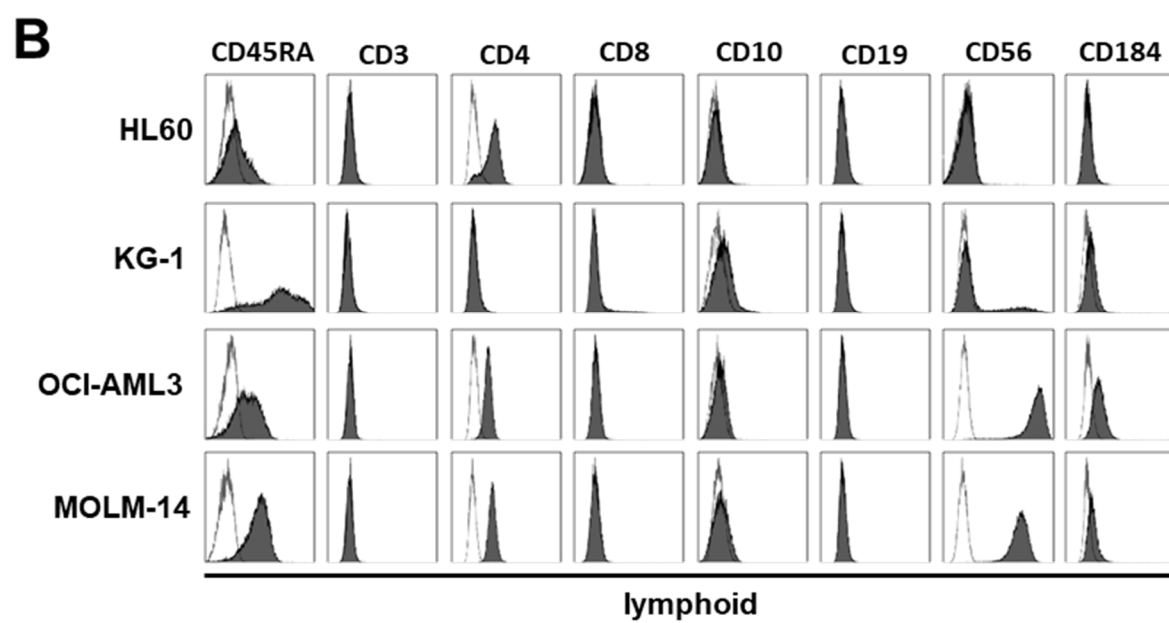 B
CD45RA CD3 CD4 CD8 CD10 CD19 CD56 CD184
HL60
KG-1
OCI-AML3
MOLM-14
lymphoid